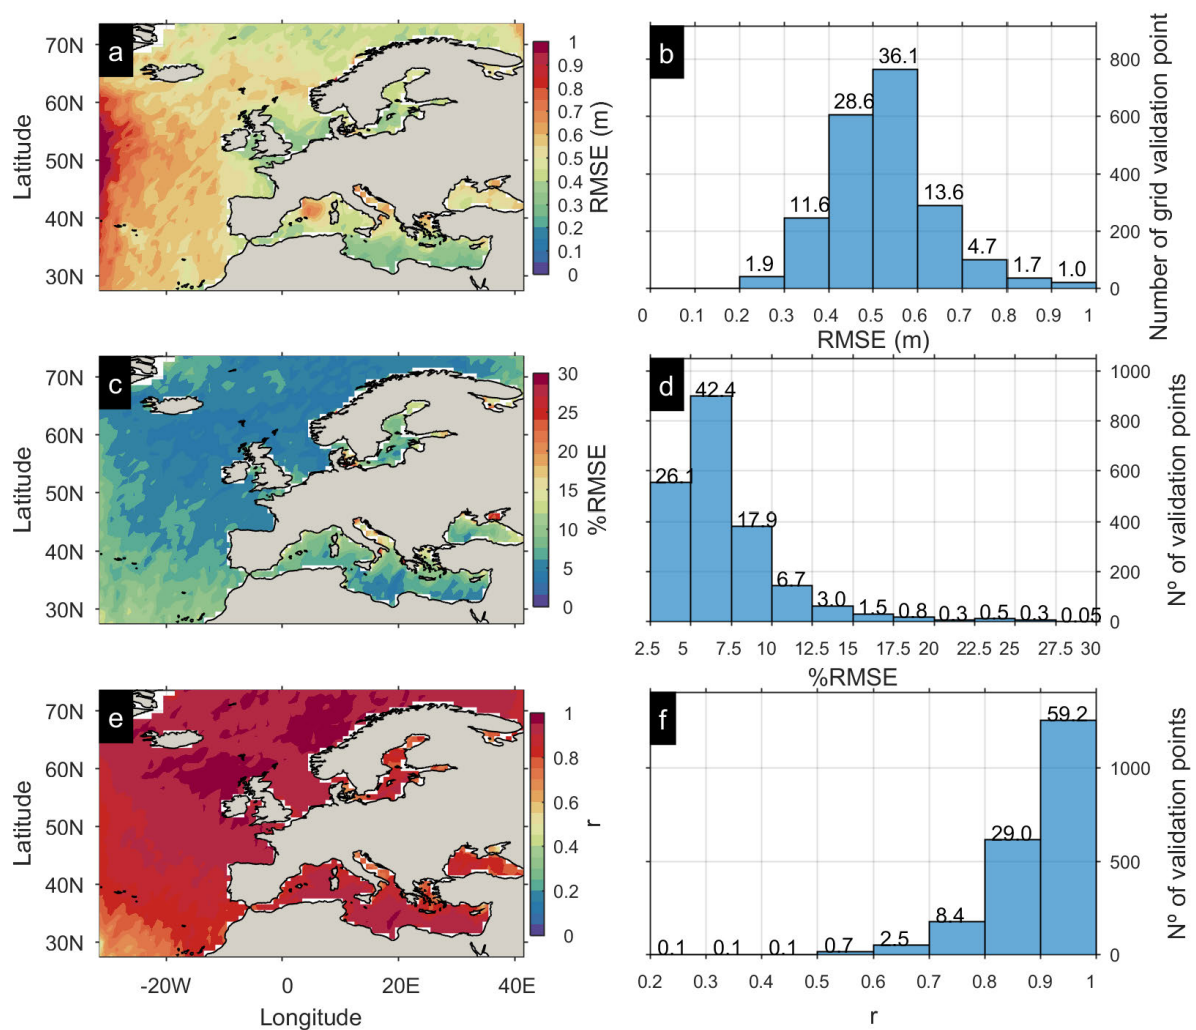 a
70N
60N
50N
40N
30N
Latitude
1
0.9
0.8
0.7
0.6
0.5
0.4
0.3
0.2
0.1
0
RMSE (m)
b
1.9
11.6
28.6
36.1
13.6
4.7
1.7
1.0
800
600
400
200
0
Number of grid validation point
0 0.1 0.2 0.3 0.4 0.5 0.6 0.7 0.8 0.9 1
RMSE (m)
c
70N
60N
50N
40N
30N
Latitude
30
25
20
15
10
5
0
%RMSE
d
26.1
42.4
17.9
6.7
3.0
1.5
0.8
0.3
0.5
0.3
0.05
1000
800
600
400
200
0
Nº of validation points
2.5 5 7.5 10 12.5 15 17.5 20 22.5 25 27.5 30
%RMSE
e
70N
60N
50N
40N
30N
Latitude
1
0.8
0.6
0.4
0.2
0
r
-20W 0 20E 40E
Longitude
f
0.1
0.1
0.1
0.7
2.5
8.4
29.0
59.2
1000
500
0
Nº of validation points
0.2 0.3 0.4 0.5 0.6 0.7 0.8 0.9 1
r